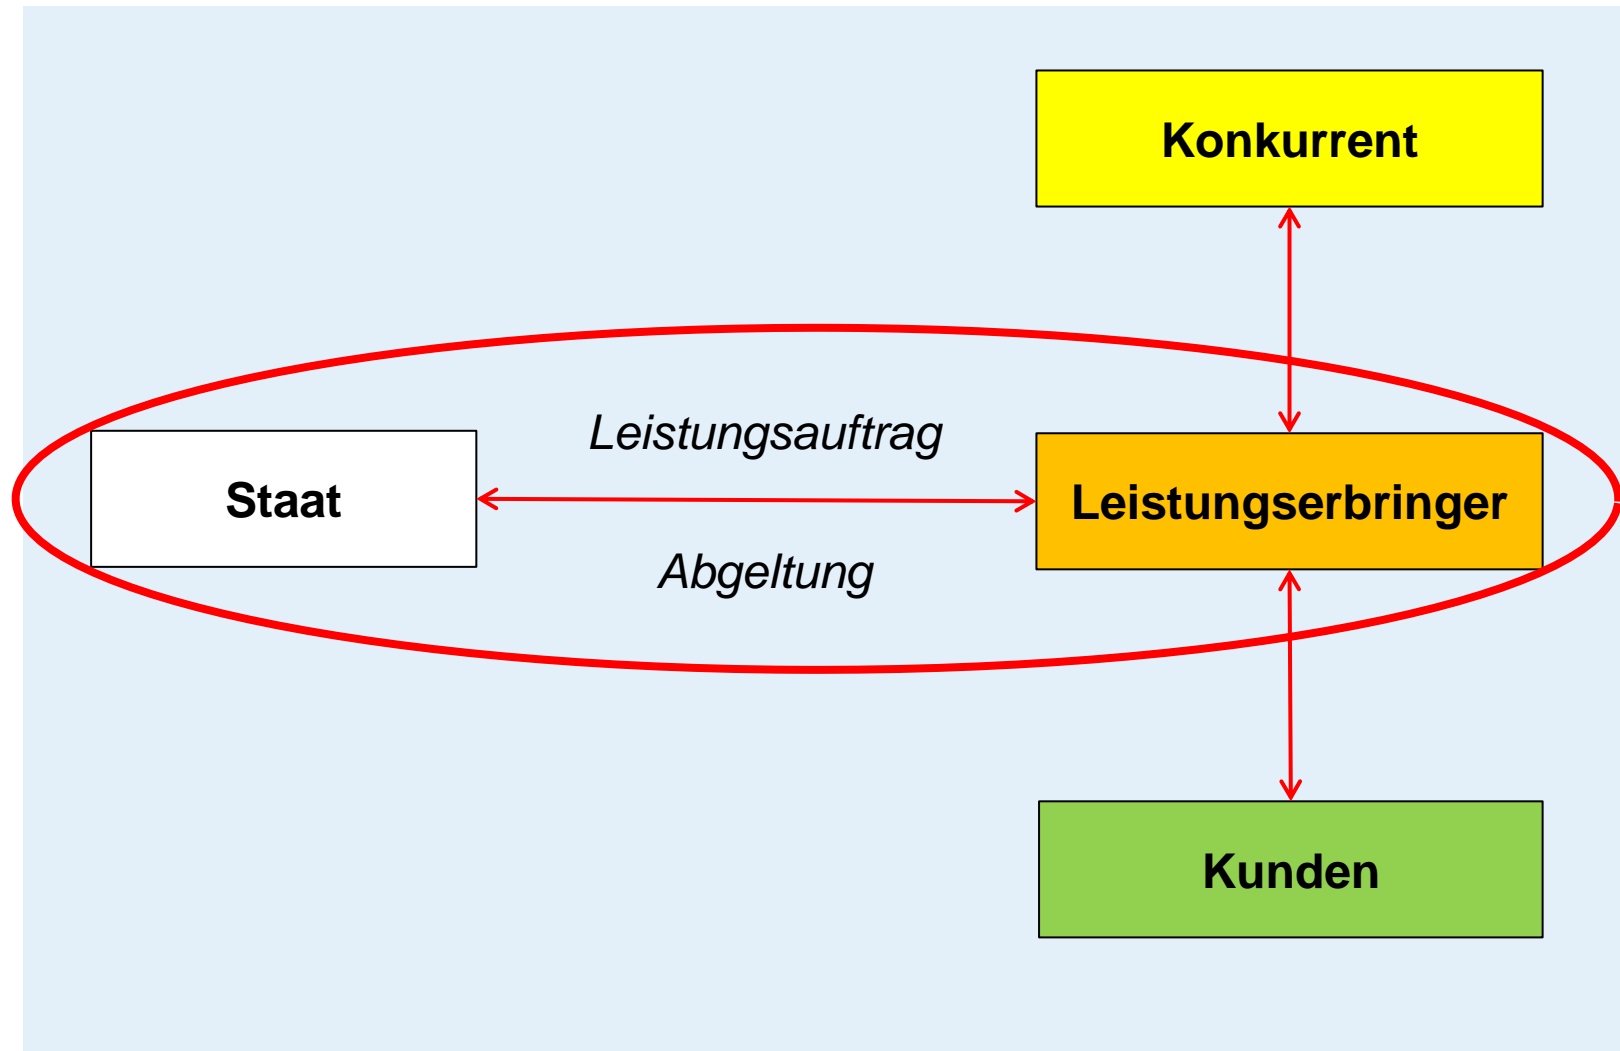 Konkurrent
Leistungsauftrag
Staat
Leistungserbringer
Abgeltung
Kunden